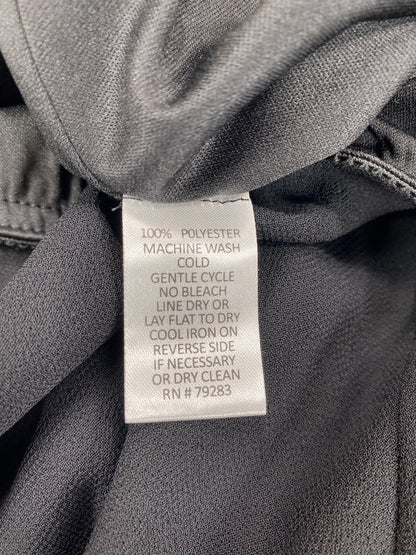 100% POLYESTER
MACHINE WASH
COLD
GENTLE CYCLE
NO BLEACH
LINE DRY OR
LAY FLAT TO DRY
COOL IRON ON
REVERSE SIDE
IF NECESSARY
OR DRY CLEAN
RN # 79283